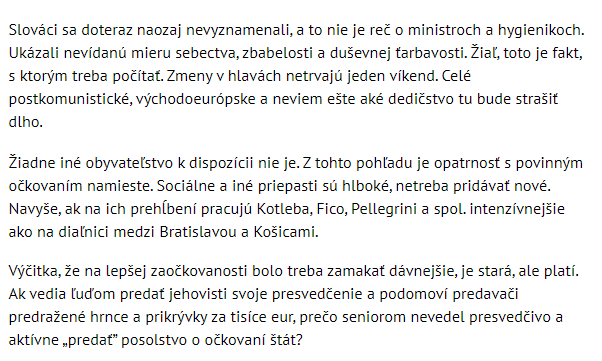 Slováci sa doteraz naozaj nevyznamenali, a to nie je reč o ministroch a hygienikoch.
Ukázali nevídanú mieru sebectva, zbabelosti a duševnej ťarbavosti. Žiaľ, toto je fakt,
s ktorým treba počítať. Zmeny v hlavách netrvajú jeden víkend. Celé
postkomunistické, východoeurópske a neviem ešte aké dedičstvo tu bude strašiť
dlho.
Žiadne iné obyvateľstvo k dispozícii nie je. Z tohto pohľadu je opatrnosť s povinným
očkovaním namieste. Sociálne a iné priepasti sú hlboké, netreba pridávať nové.
Navyše, ak na ich prehĺbení pracujú Kotleba, Fico, Pellegrini a spol. intenzívnejšie
ako na diaľnici medzi Bratislavou a Košicami.
Výčitka, že na lepšej zaočkovanosti bolo treba zamakať dávnejšie, je stará, ale platí.
Ak vedia ľuďom predať jehovisti svoje presvedčenie a podomoví predavači
predražené hrnce a prikrývky za tisíce eur, prečo seniorom nevedel presvedčivo a
aktívne „predať” posolstvo o očkovaní štát?